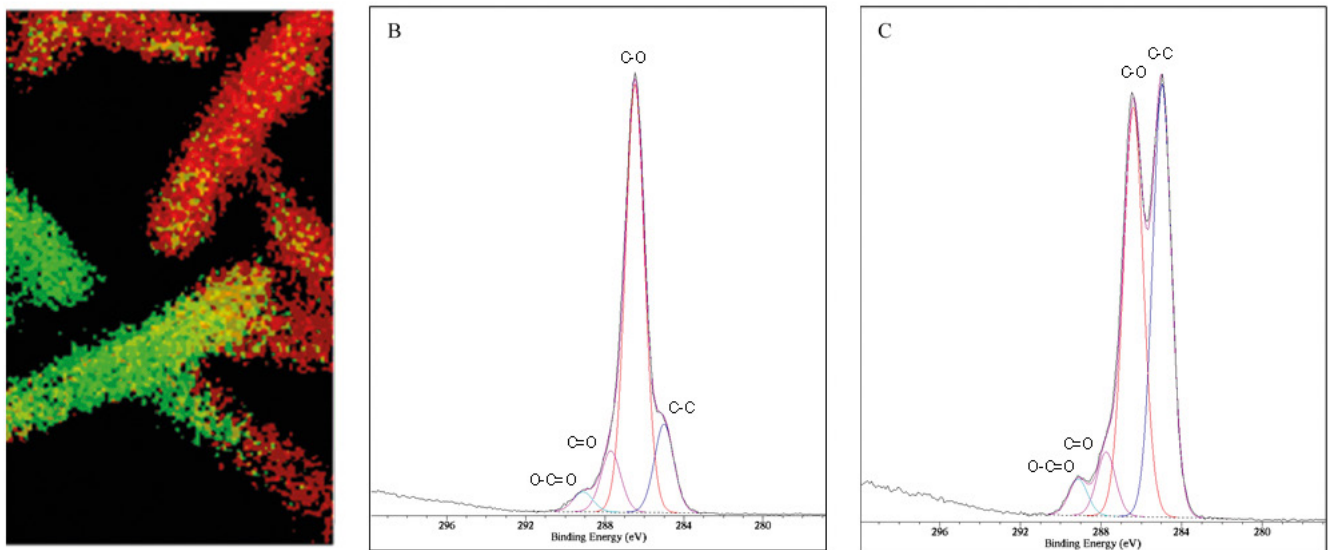 B
C-O
C-C
C=O
O-C=O
296 292 288 284 280
Binding Energy (eV)
C
C-C
C-O
C=O
O-C=O
296 292 288 284 280
Binding Energy (eV)